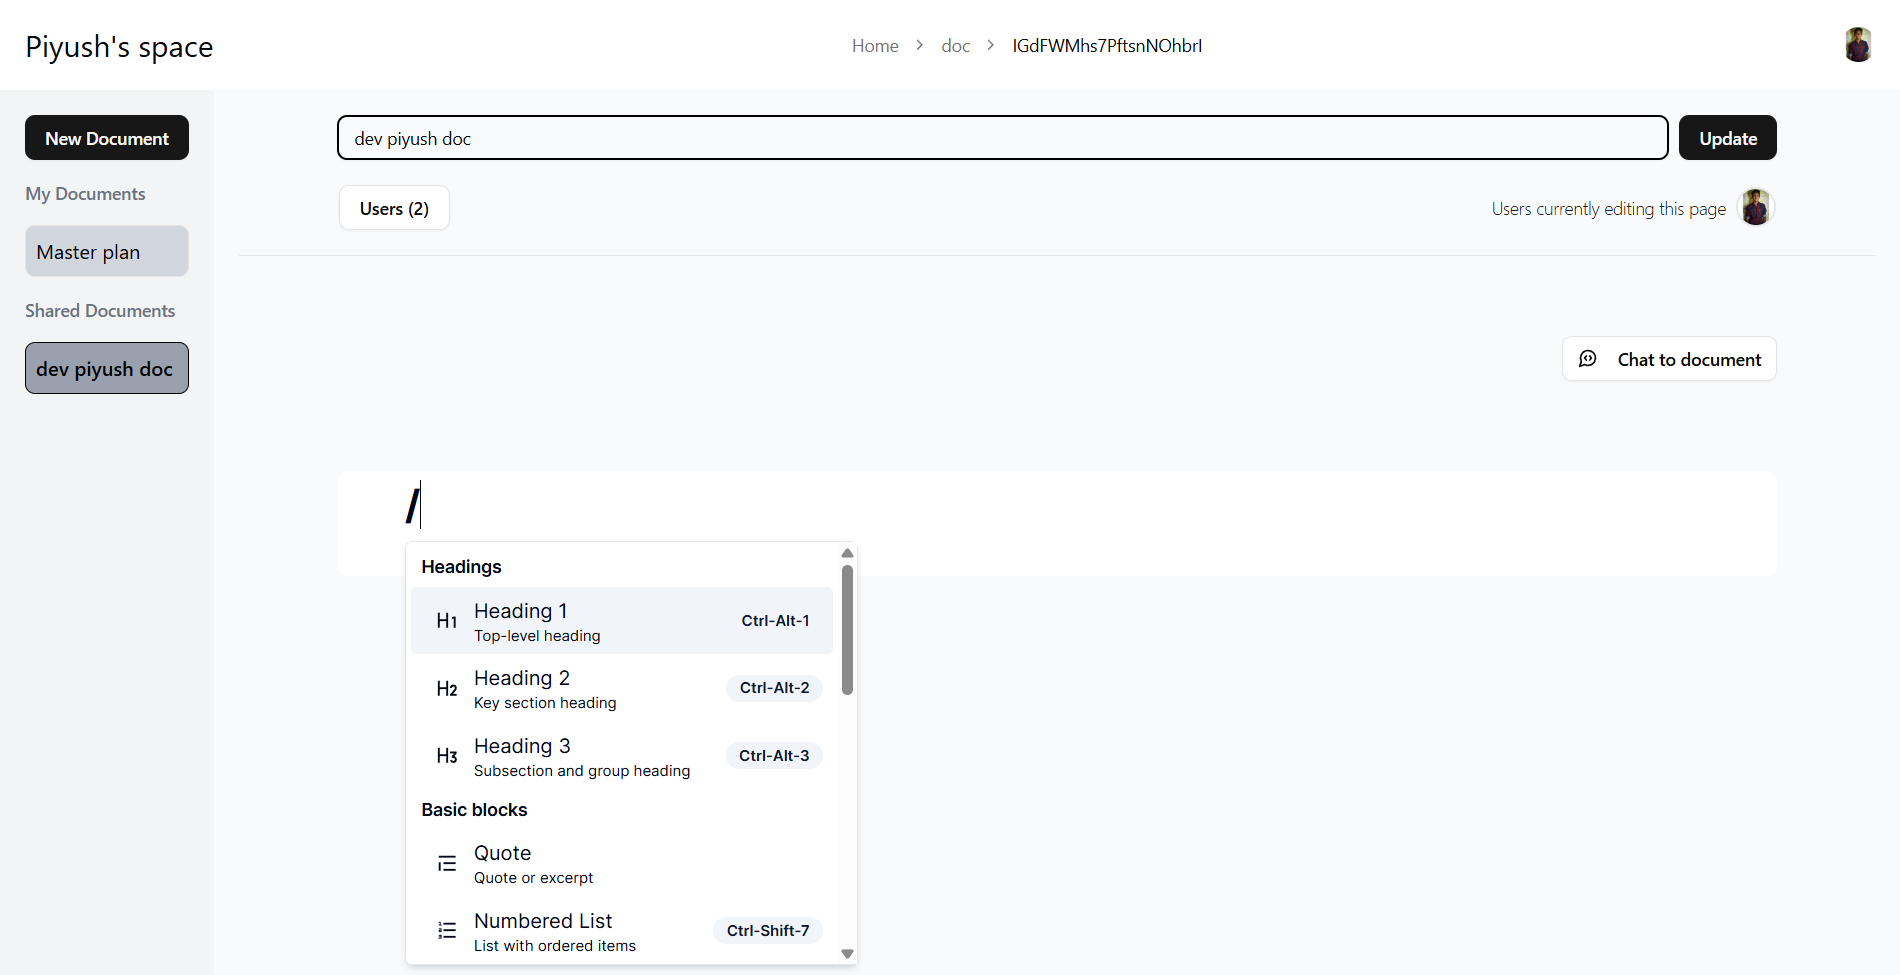 Piyush's space
Home > doc > IGdFWMhs7PftsnNOhbrI
New Document
My Documents
Master plan
Shared Documents
dev piyush doc
dev piyush doc
Update
Users (2)
Users currently editing this page
Chat to document
/
Headings
H1 Heading 1 Ctrl-Alt-1
Top-level heading
H2 Heading 2 Ctrl-Alt-2
Key section heading
H3 Heading 3 Ctrl-Alt-3
Subsection and group heading
Basic blocks
Quote
Quote or excerpt
Numbered List Ctrl-Shift-7
List with ordered items